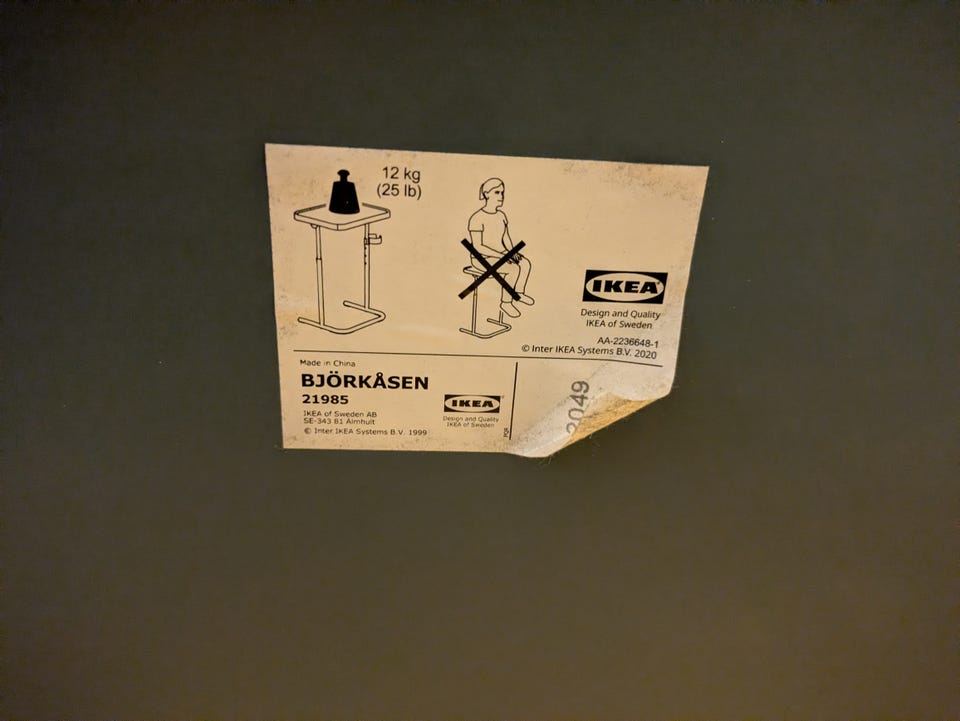 12 kg
(25 lb)
IKEA
Design and Quality
IKEA of Sweden
AA-2236648-1
© Inter IKEA Systems B.V. 2020
Made in China
BJÖRKÅSEN
21985
IKEA of Sweden AB
SE-343 81 Älmhult
© Inter IKEA Systems B.V. 1999
IKEA
Design and Quality
IKEA of Sweden
2049